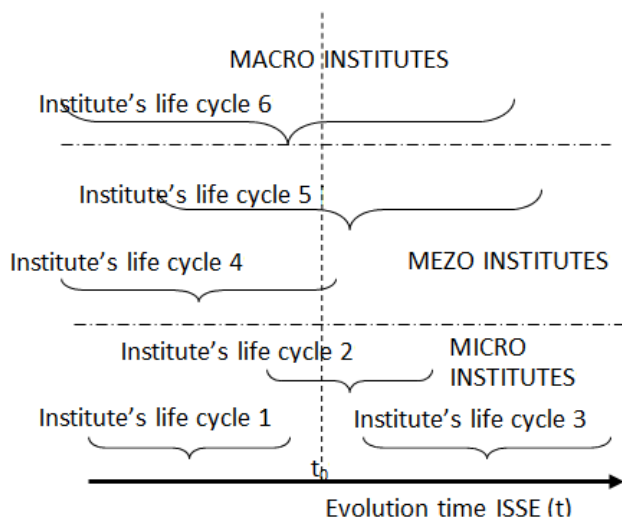 MACRO INSTITUTES
Institute's life cycle 6
Institute's life cycle 5
Institute's life cycle 4
MEZO INSTITUTES
Institute's life cycle 2
MICRO
INSTITUTES
Institute's life cycle 1
Institute's life cycle 3
t₀
Evolution time ISSE (t)